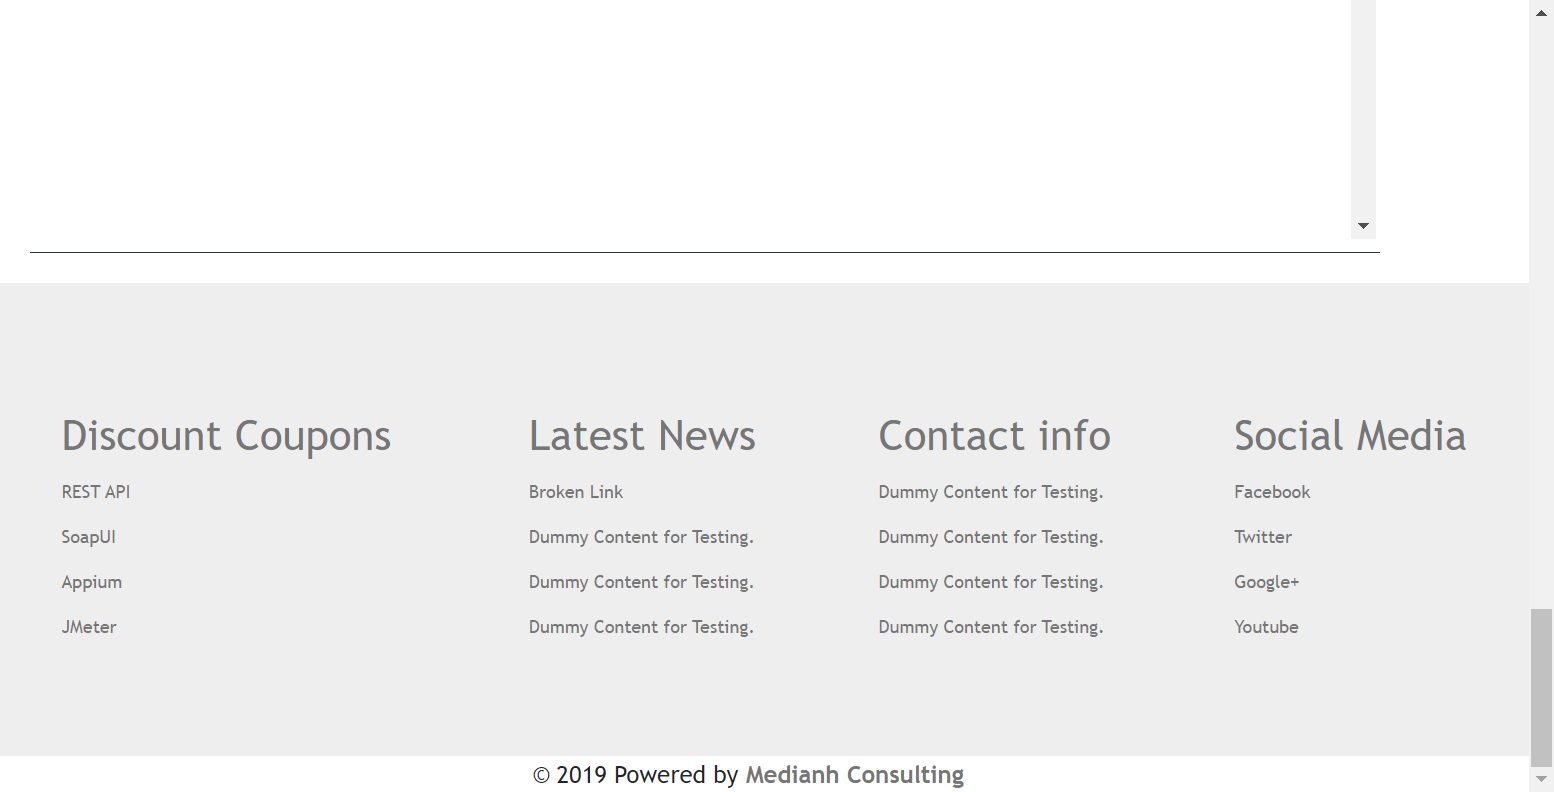 Discount Coupons
REST API
SoapUI
Appium
JMeter
Latest News
Broken Link
Dummy Content for Testing.
Dummy Content for Testing.
Dummy Content for Testing.
Contact info
Dummy Content for Testing.
Dummy Content for Testing.
Dummy Content for Testing.
Dummy Content for Testing.
Social Media
Facebook
Twitter
Google+
Youtube
© 2019 Powered by Medianh Consulting